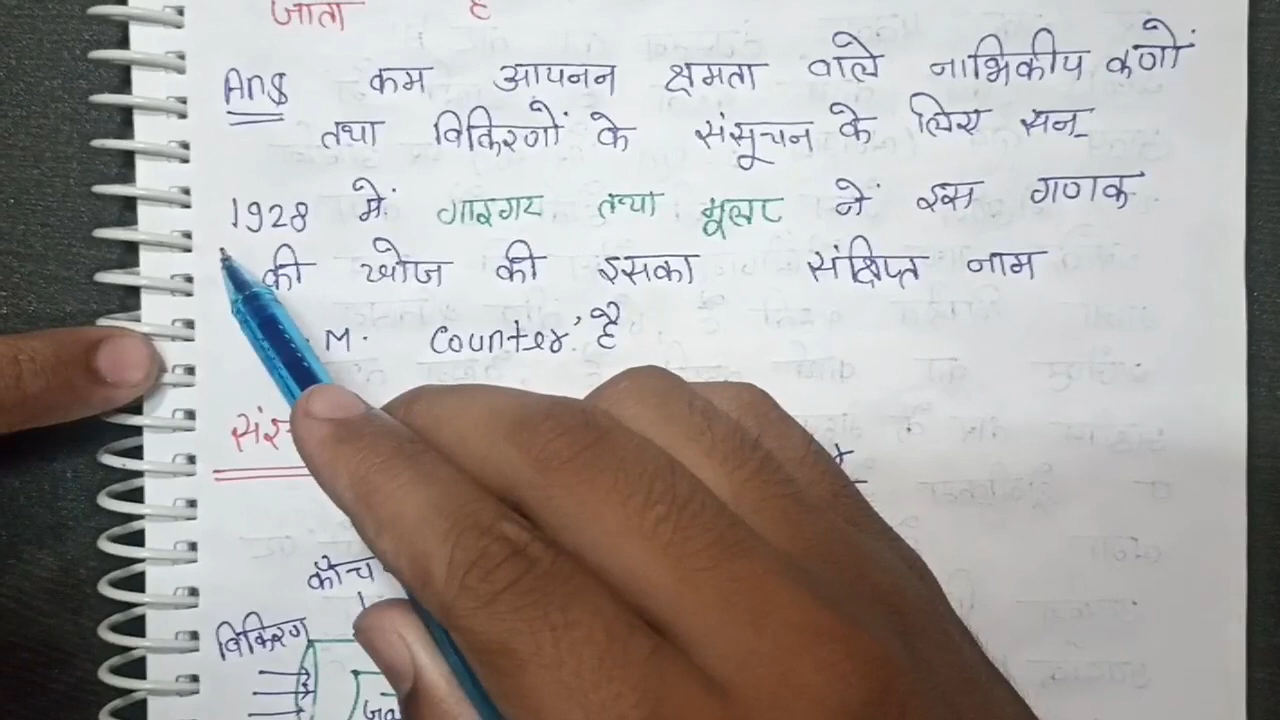 जाता है
Ans कम आयनन क्षमता वाले नाभिकीय कणों
तथा विकिरणों के संसूचन के लिए सन्
1928 में गाइगर तथा मूलर ने इस गणक
की खोज की इसका संक्षिप्त नाम
M. Counter' है
काँच
विकिरण